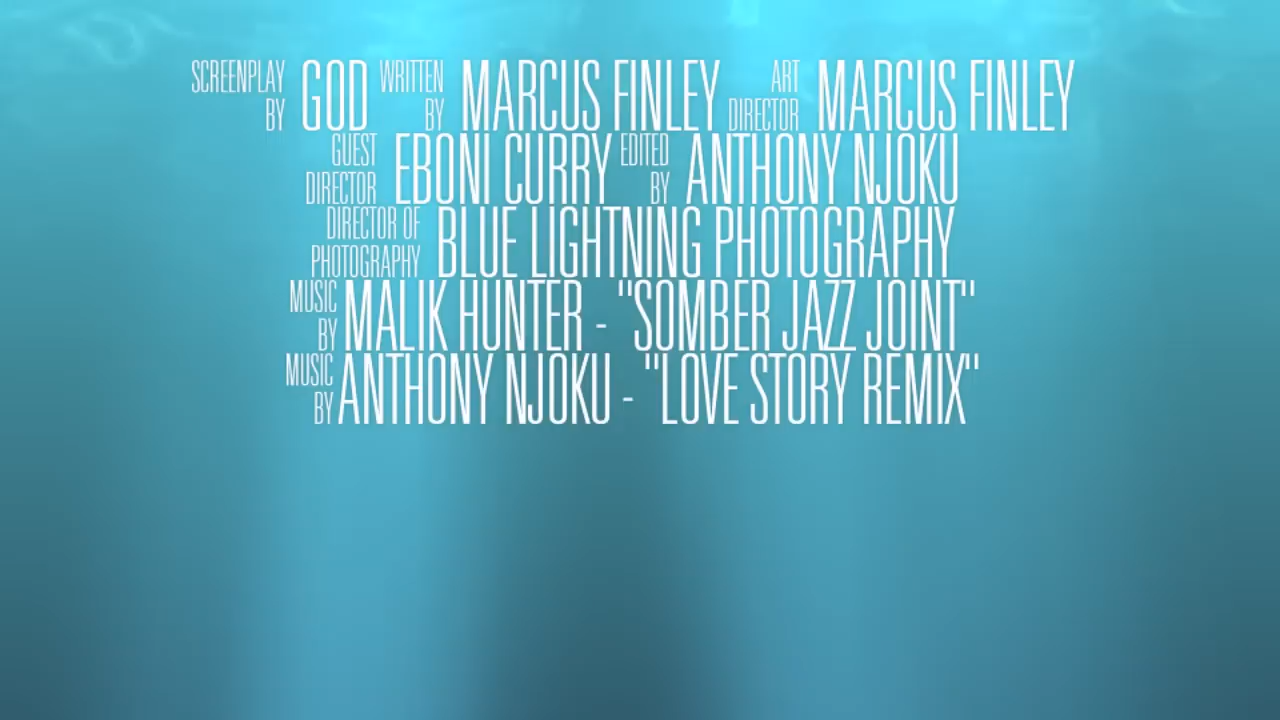 SCREENPLAY BY GOD WRITTEN BY MARCUS FINLEY ART DIRECTOR MARCUS FINLEY
GUEST DIRECTOR EBONI CURRY EDITED BY ANTHONY NJOKU
DIRECTOR OF PHOTOGRAPHY BLUE LIGHTNING PHOTOGRAPHY
MUSIC BY MALIK HUNTER - "SOMBER JAZZ JOINT"
MUSIC BY ANTHONY NJOKU - "LOVE STORY REMIX"